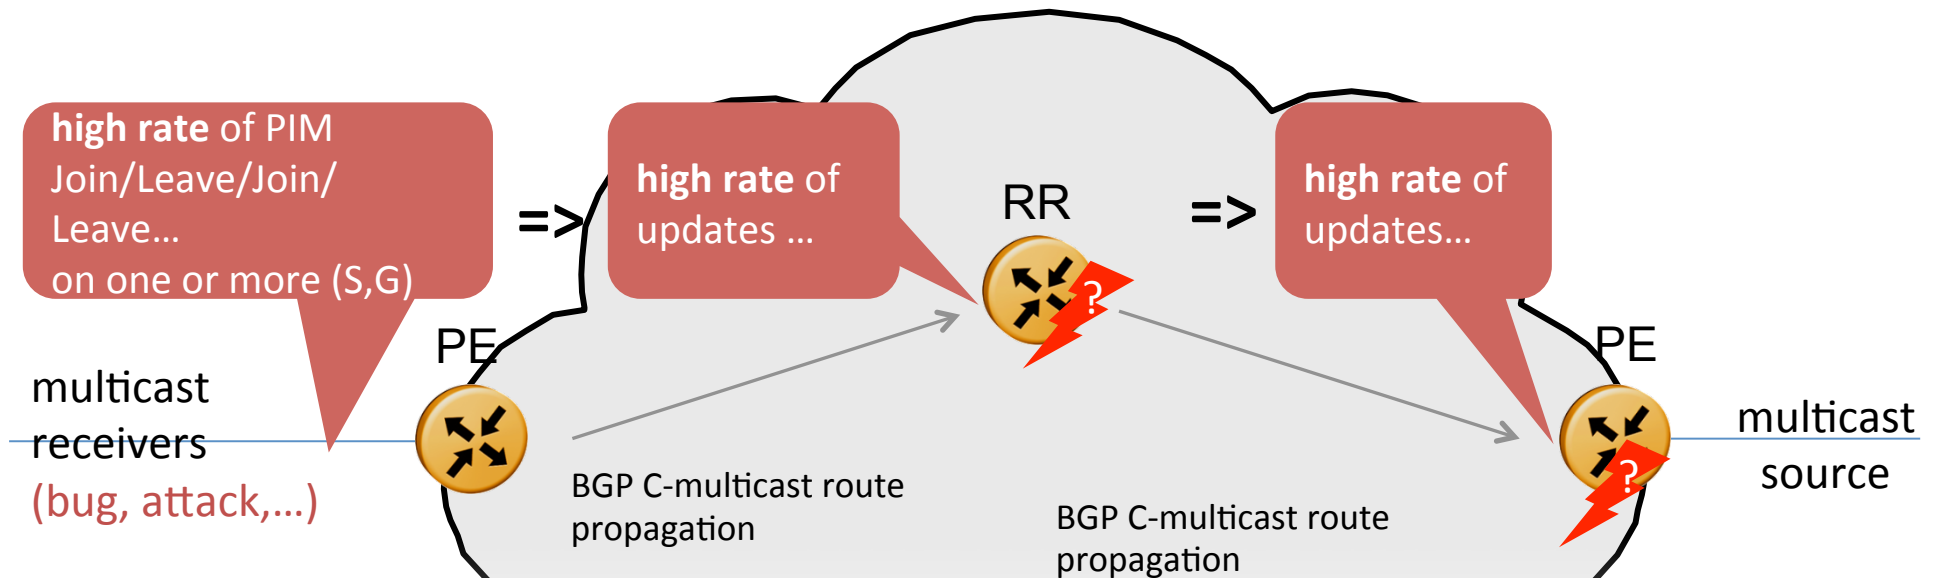 high rate of PIM
Join/Leave/Join/
Leave...
on one or more (S,G)
=>
high rate of
updates ...
RR
=>
high rate of
updates...
?
PE
PE
multicast
receivers
(bug, attack,...)
multicast
source
?
BGP C-multicast route
propagation
BGP C-multicast route
propagation